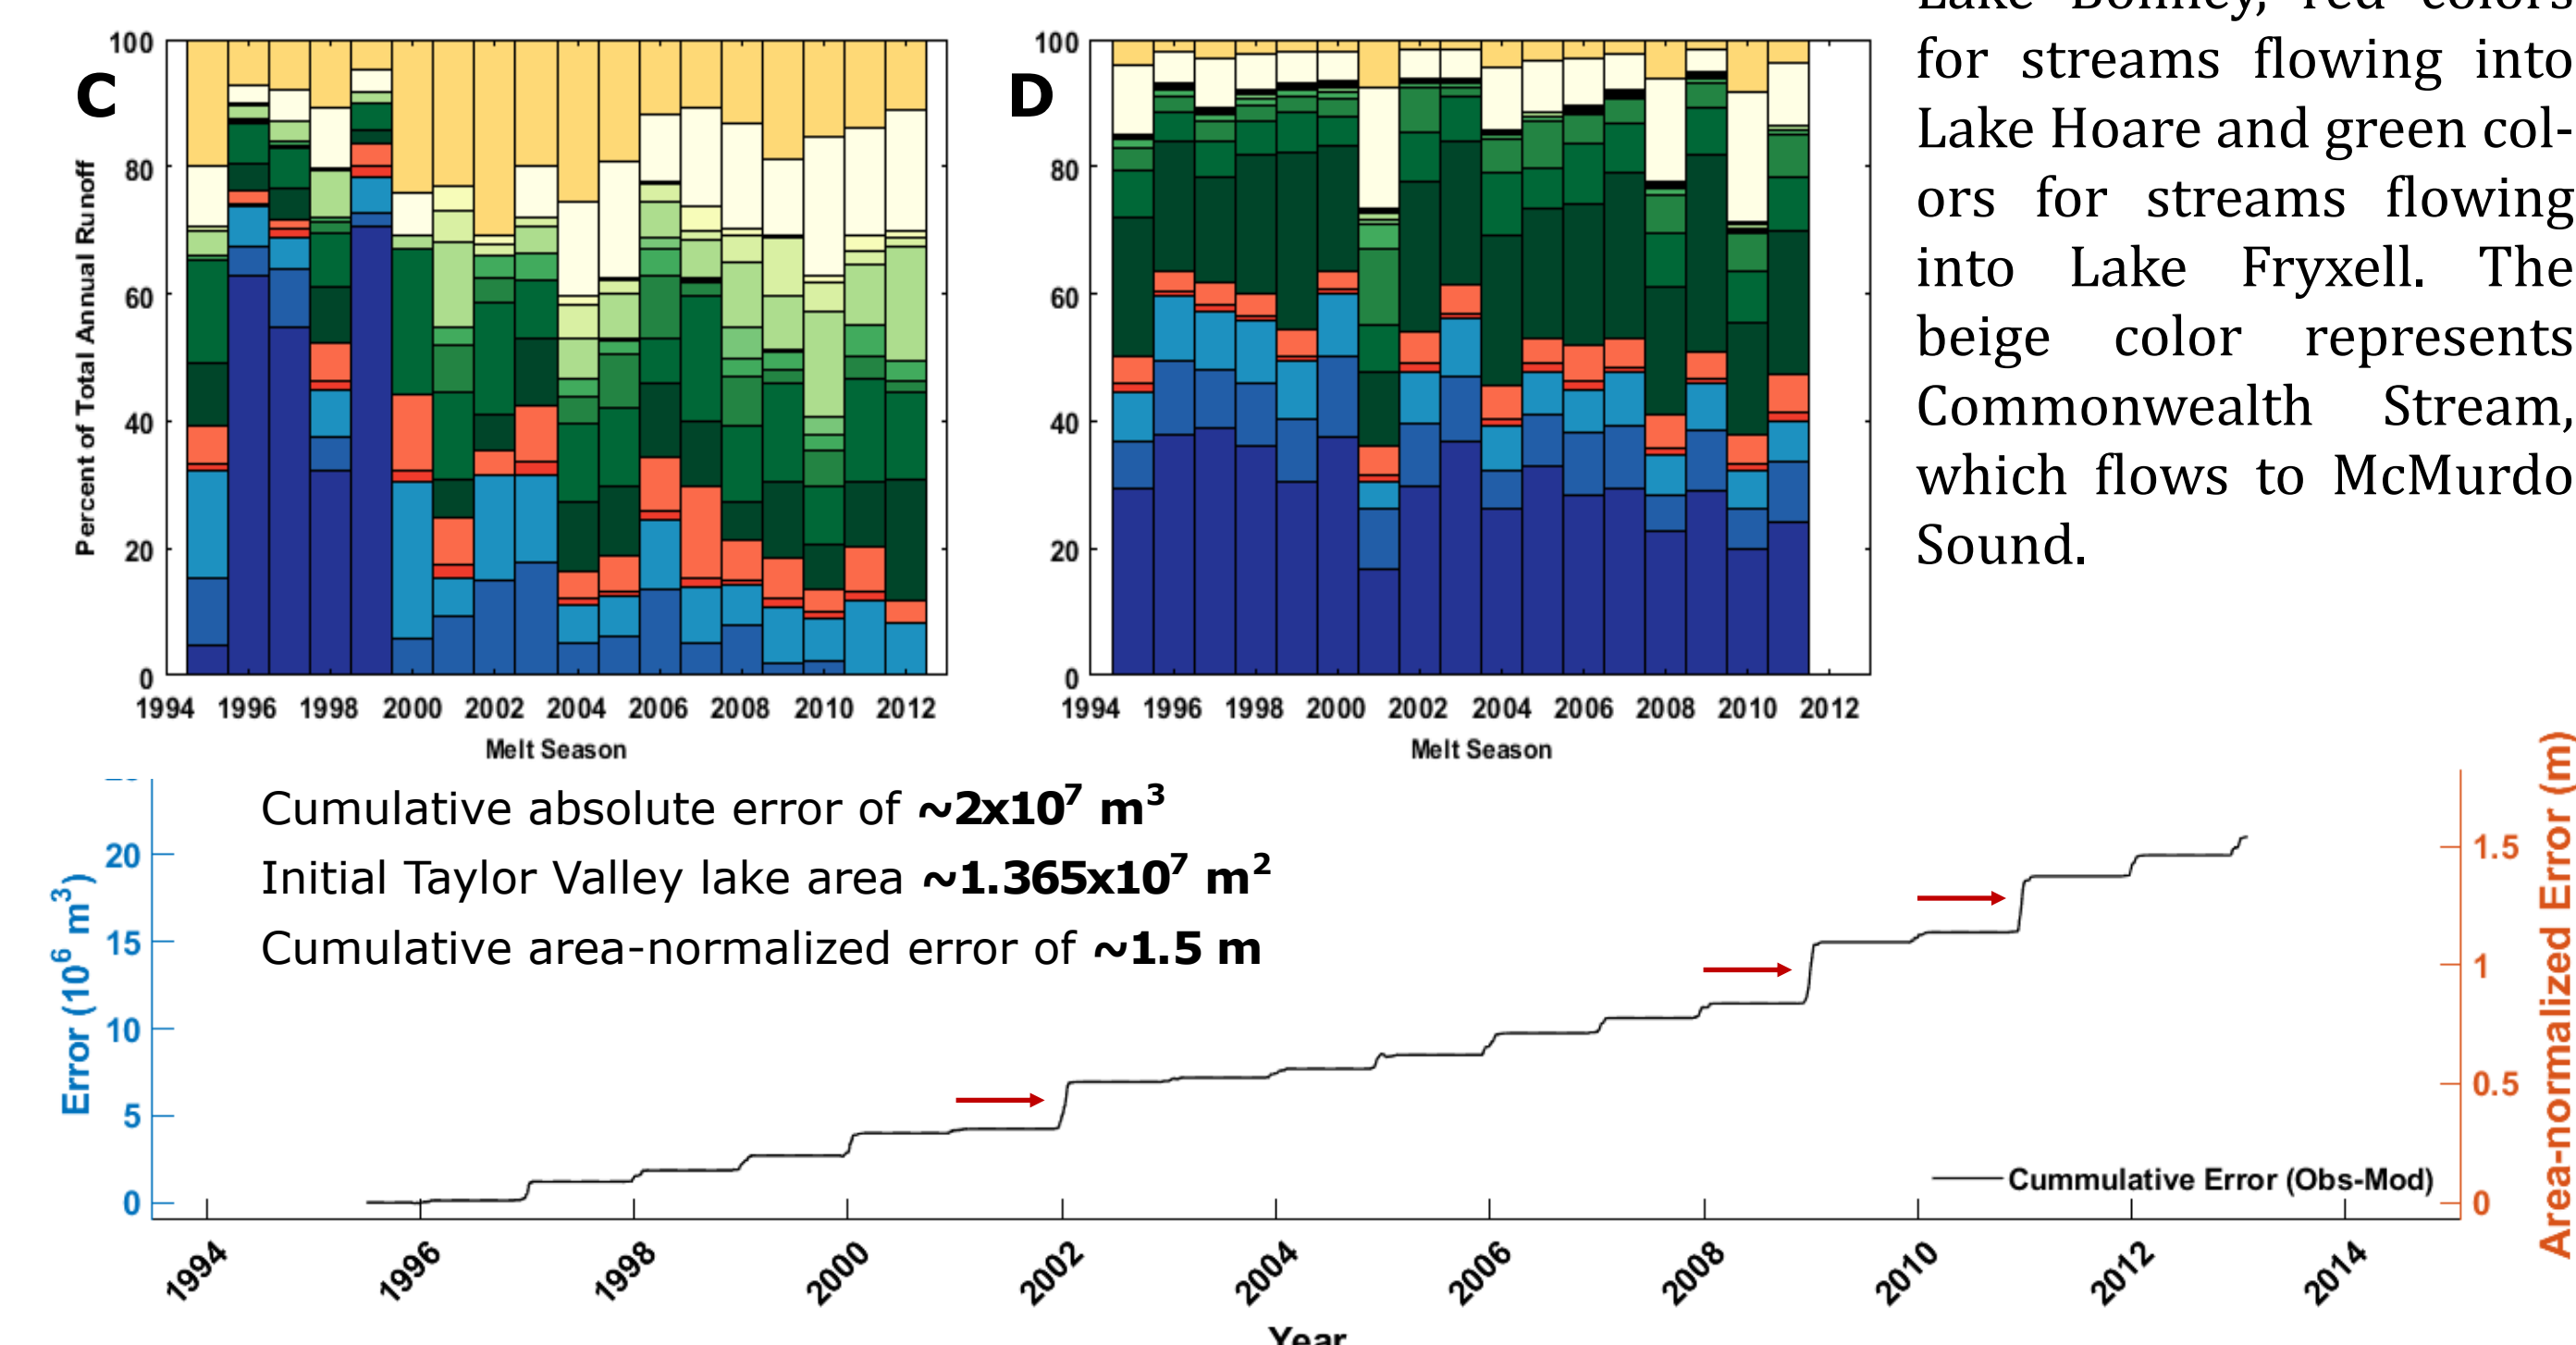 Lake Bonney, red colors
for streams flowing into
Lake Hoare and green col-
ors for streams flowing
into Lake Fryxell. The
beige color represents
Commonwealth Stream,
which flows to McMurdo
Sound.
C
Percent of Total Annual Runoff
100
80
60
40
20
0
1994 1996 1998 2000 2002 2004 2006 2008 2010 2012
Melt Season
D
100
80
60
40
20
0
1994 1996 1998 2000 2002 2004 2006 2008 2010 2012
Melt Season
Cumulative absolute error of ~2x10⁷ m³
Initial Taylor Valley lake area ~1.365x10⁷ m²
Cumulative area-normalized error of ~1.5 m
Error (10⁶ m³)
20
15
10
5
0
Area-normalized Error (m)
1.5
1
0.5
0
Cummulative Error (Obs-Mod)
1994 1996 1998 2000 2002 2004 2006 2008 2010 2012 2014
Year